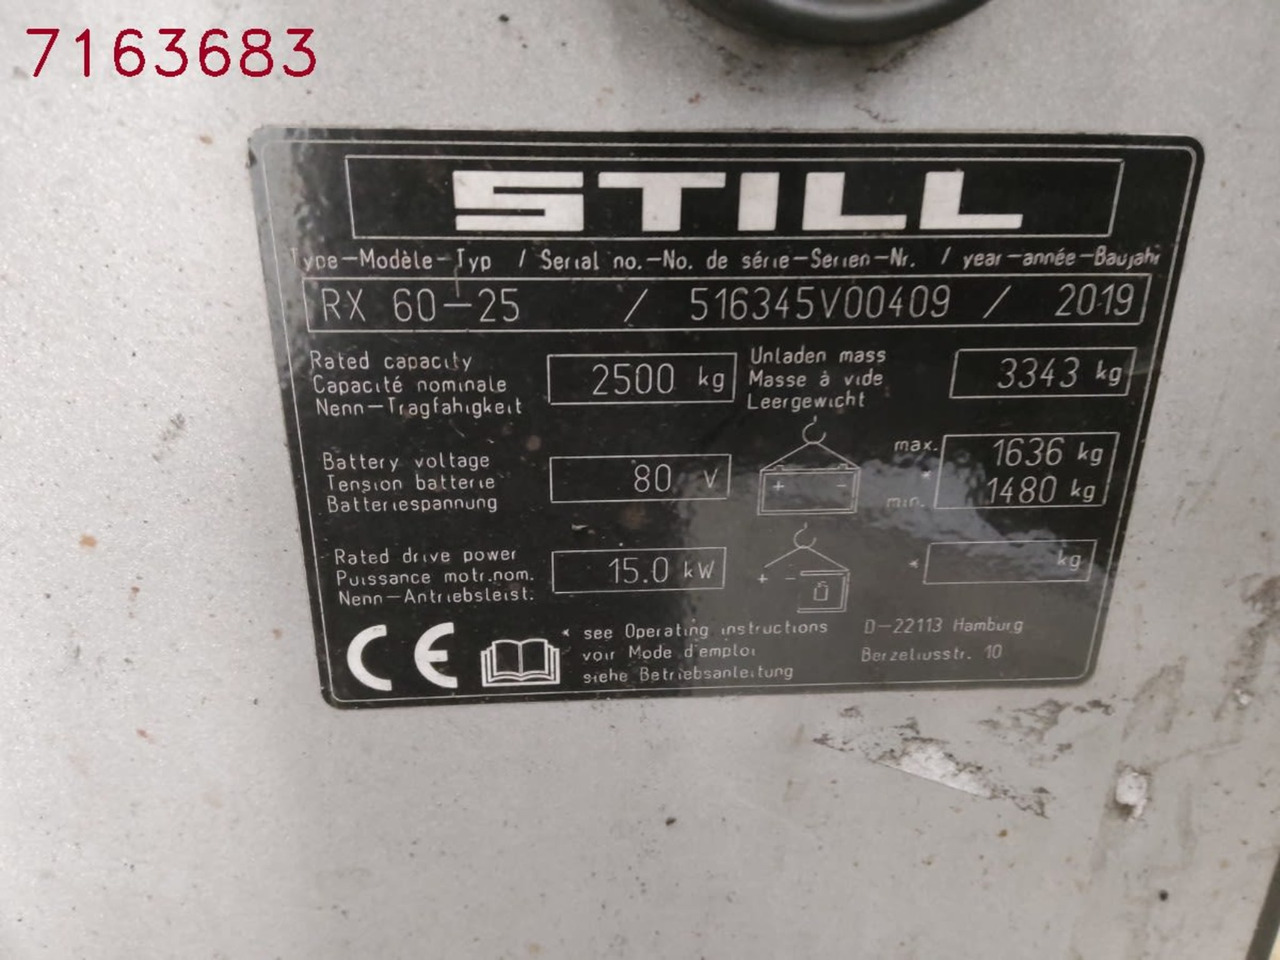 7163683
STILL
Type-Modèle-Typ / Serial no.-No. de série-Serien-Nr. / year-année-Baujahr
RX 60-25 / 516345V00409 / 2019
Rated capacity
Capacité nominale
Nenn-Tragfähigkeit
2500 kg
Unladen mass
Masse à vide
Leergewicht
3343 kg
Battery voltage
Tension batterie
Batteriespannung
80 V
+ -
max. 1636 kg
*
min. 1480 kg
Rated drive power
Puissance motr.nom.
Nenn-Antriebsleist.
15.0 kW
+ -
* kg
CE
* see Operating instructions
voir Mode d'emploi
siehe Betriebsanleitung
D-22113 Hamburg
Berzeliusstr. 10